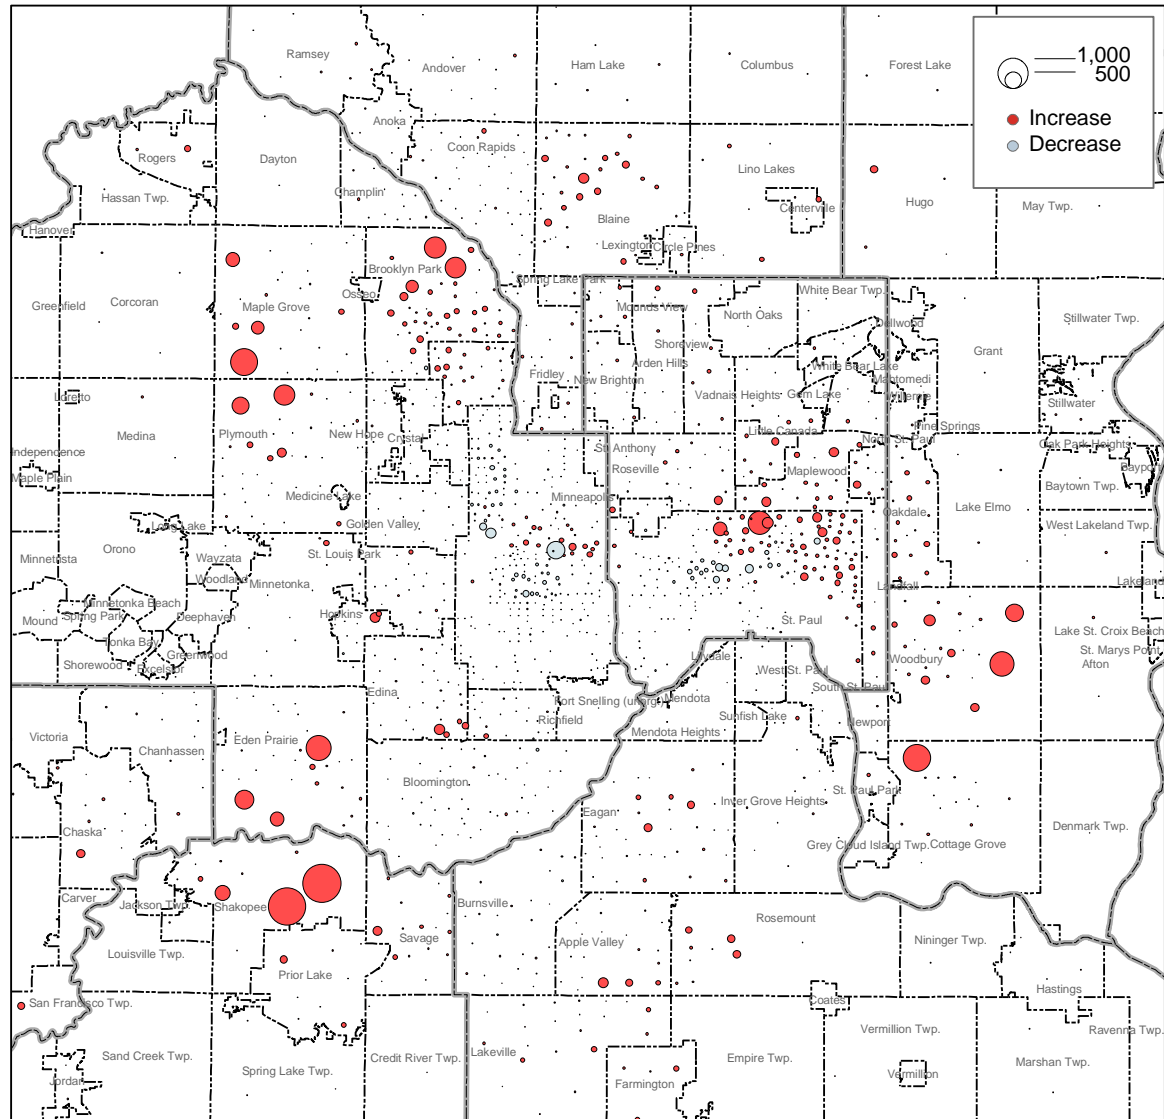 1,000
500
Increase
Decrease
Ramsey
Andover
Ham Lake
Columbus
Forest Lake
Anoka
Coon Rapids
Rogers
Dayton
Lino Lakes
Hassan Twp.
Champlin
Centerville
Hugo
May Twp.
Blaine
Hanover
Lexington
Circle Pines
Brooklyn Park
Spring Lake Park
White Bear Twp.
Osseo
Greenfield
Corcoran
Maple Grove
Mounds View
North Oaks
Stillwater Twp.
Dellwood
Shoreview
Grant
Arden Hills
White Bear Lake
Fridley
New Brighton
Mahtomedi
Loretto
Vadnais Heights
Gem Lake
Willernie
Stillwater
Medina
Plymouth
New Hope
Crystal
Little Canada
Pine Springs
North St. Paul
Oak Park Heights
Independence
St. Anthony
Roseville
Maplewood
Bayport
Maple Plain
Baytown Twp.
Medicine Lake
Minneapolis
Oakdale
Lake Elmo
Long Lake
Golden Valley
West Lakeland Twp.
Orono
Wayzata
St. Louis Park
Minnetrista
Woodland
Minnetonka
Landfall
Lakeland
Minnetonka Beach
Spring Park
Deephaven
Hopkins
Mound
St. Paul
Lake St. Croix Beach
Tonka Bay
Greenwood
St. Marys Point
Shorewood
Excelsior
Lilydale
Woodbury
Afton
West St. Paul
Edina
Fort Snelling (unorg.)
Mendota
South St. Paul
Richfield
Sunfish Lake
Newport
Victoria
Chanhassen
Eden Prairie
Mendota Heights
Bloomington
St. Paul Park
Inver Grove Heights
Eagan
Chaska
Grey Cloud Island Twp.
Cottage Grove
Denmark Twp.
Carver
Jackson Twp.
Shakopee
Burnsville
Rosemount
Savage
Apple Valley
Nininger Twp.
Louisville Twp.
Prior Lake
San Francisco Twp.
Coates
Hastings
Vermillion Twp.
Ravenna Twp.
Sand Creek Twp.
Credit River Twp.
Lakeville
Empire Twp.
Marshan Twp.
Jordan
Spring Lake Twp.
Farmington
Vermillion